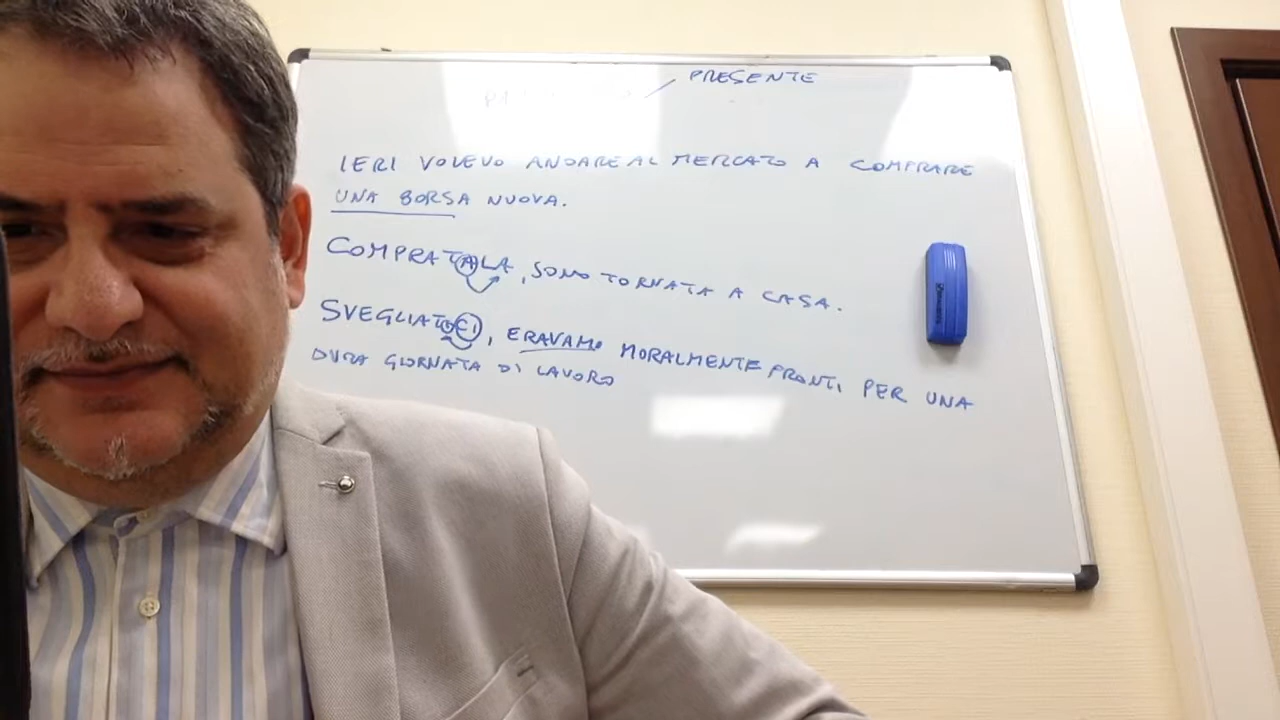 / PRESENTE
IERI VOLEVO ANDARE AL MERCATO A COMPRARE
UNA BORSA NUOVA.
COMPRATALA, SONO TORNATA A CASA.
SVEGLIATOCI, ERAVAMO MORALMENTE PRONTI PER UNA
DURA GIORNATA DI LAVORO